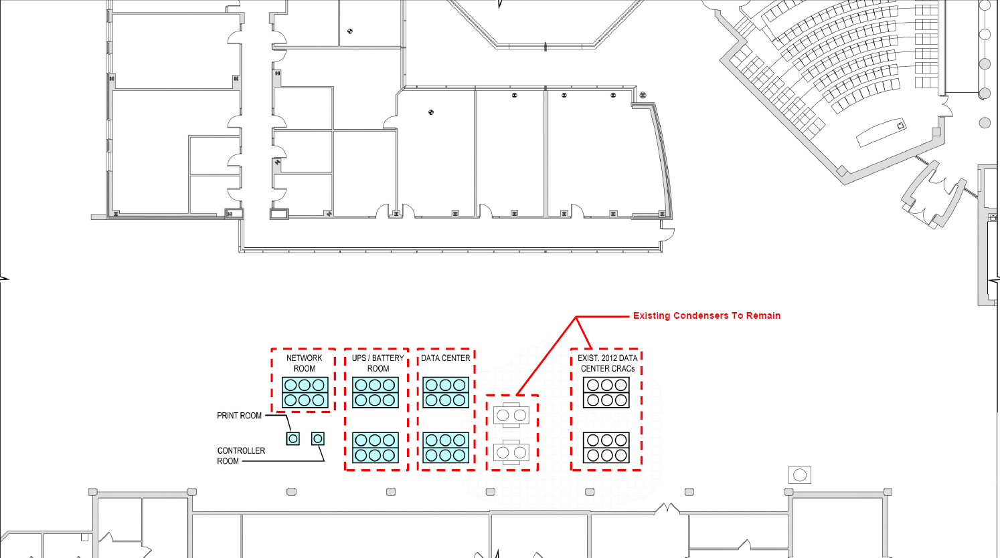 Existing Condensers To Remain
NETWORK
ROOM
UPS / BATTERY
ROOM
DATA CENTER
EXIST. 2012 DATA
CENTER CRACs
PRINT ROOM
CONTROLLER
ROOM